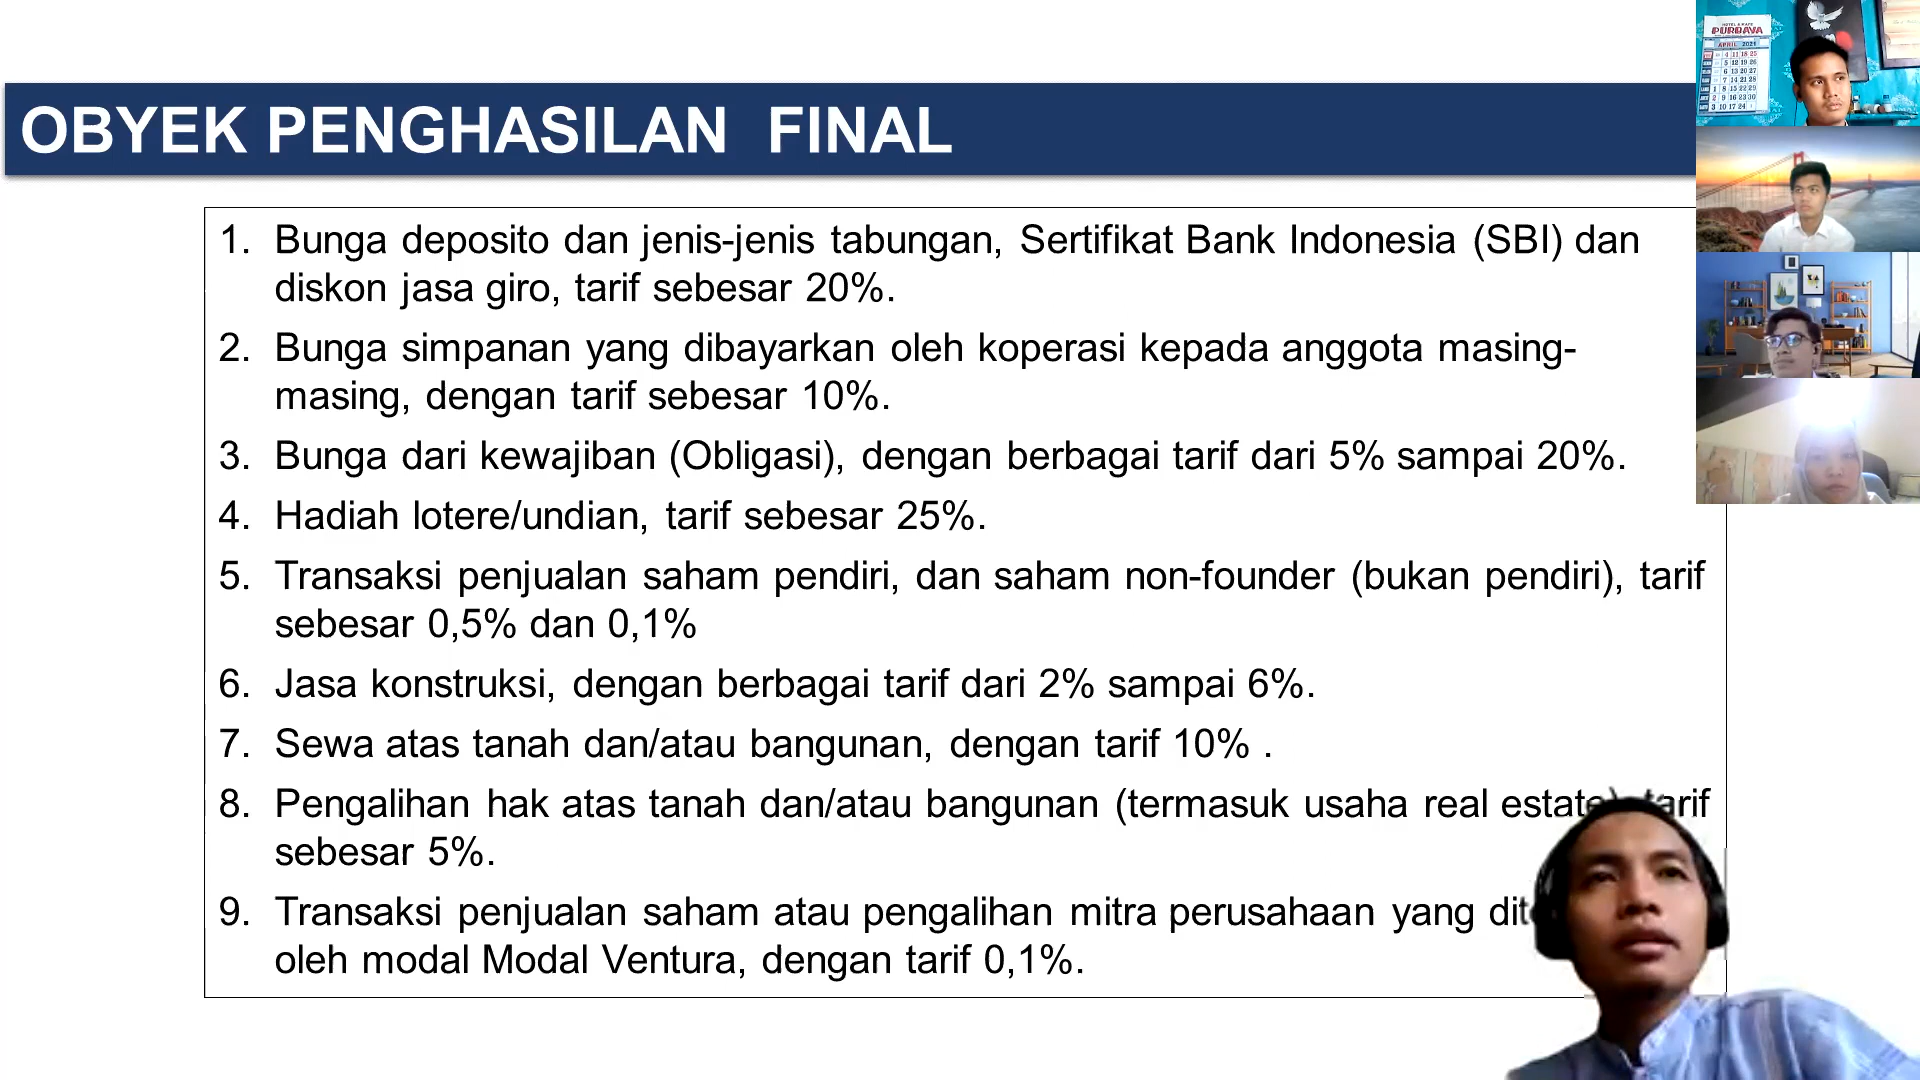 OBYEK PENGHASILAN FINAL
1. Bunga deposito dan jenis-jenis tabungan, Sertifikat Bank Indonesia (SBI) dan
diskon jasa giro, tarif sebesar 20%.
2. Bunga simpanan yang dibayarkan oleh koperasi kepada anggota masing-
masing, dengan tarif sebesar 10%.
3. Bunga dari kewajiban (Obligasi), dengan berbagai tarif dari 5% sampai 20%.
4. Hadiah lotere/undian, tarif sebesar 25%.
5. Transaksi penjualan saham pendiri, dan saham non-founder (bukan pendiri), tarif
sebesar 0,5% dan 0,1%
6. Jasa konstruksi, dengan berbagai tarif dari 2% sampai 6%.
7. Sewa atas tanah dan/atau bangunan, dengan tarif 10% .
8. Pengalihan hak atas tanah dan/atau bangunan (termasuk usaha real estate), tarif
sebesar 5%.
9. Transaksi penjualan saham atau pengalihan mitra perusahaan yang
oleh modal Modal Ventura, dengan tarif 0,1%.
PURBAYA
APRIL 2021